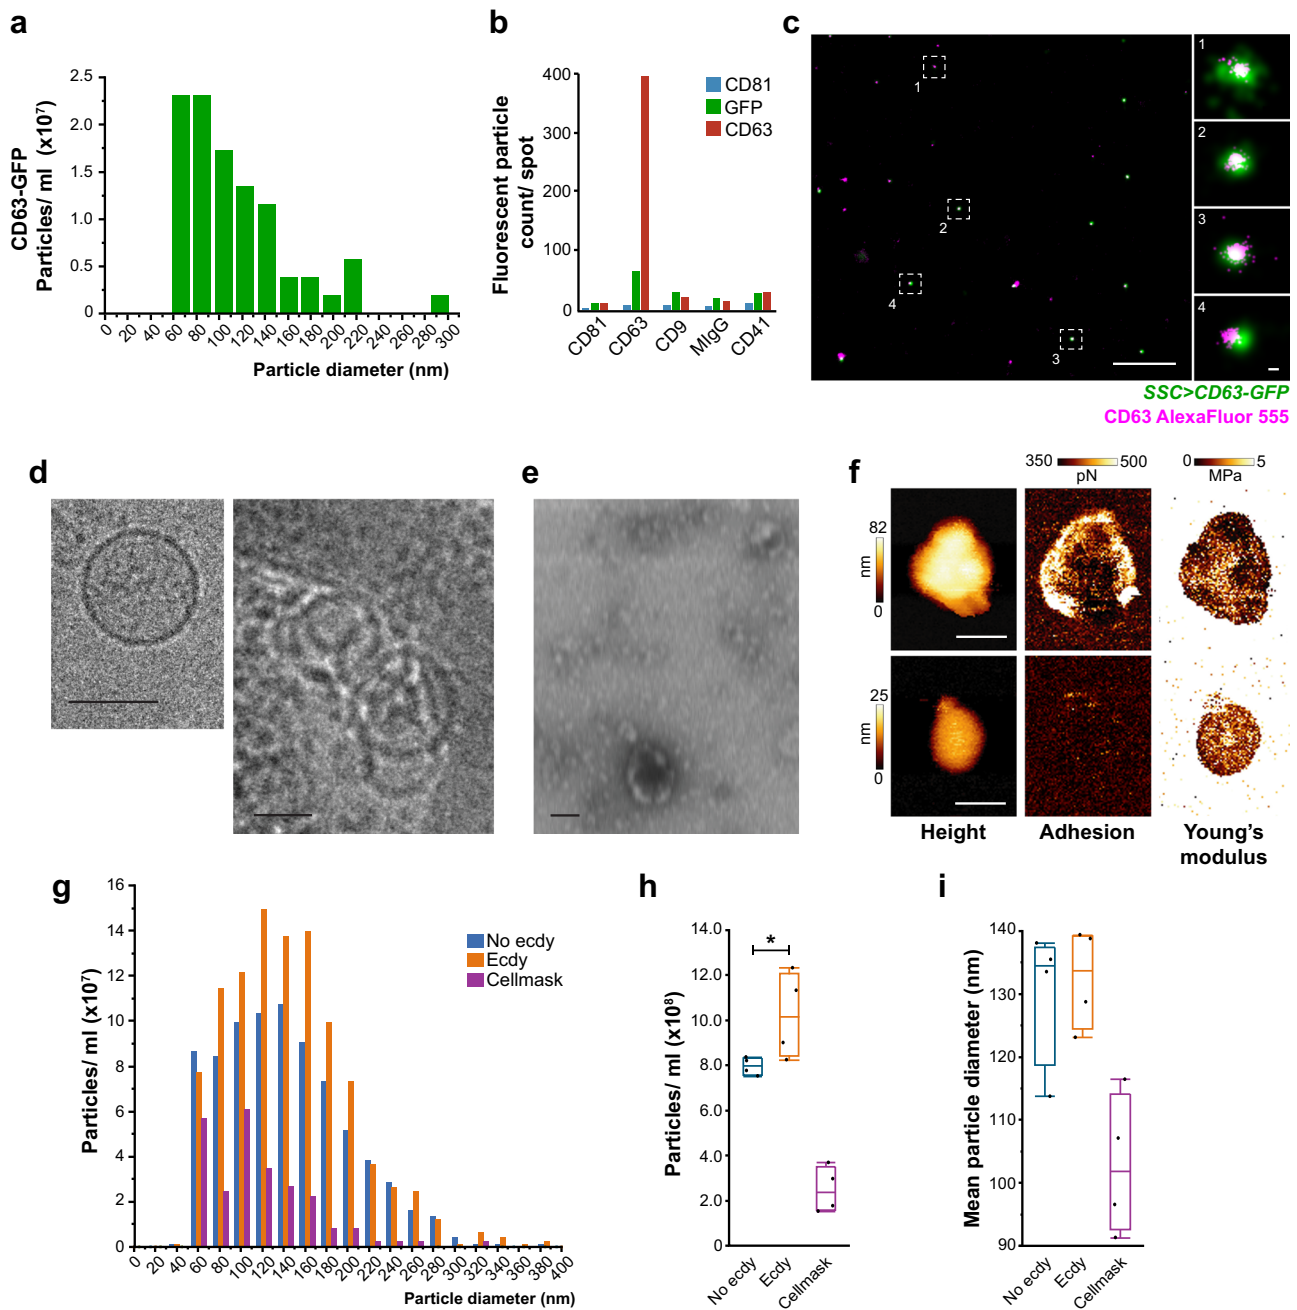 a
CD63-GFP
Particles/ ml (x10⁷)
2.5
2.0
1.5
1.0
0.5
0
0 20 40 60 80 100 120 140 160 180 200 220 240 260 280 300
Particle diameter (nm)
b
Fluorescent particle
count/ spot
400
300
200
100
0
CD81
GFP
CD63
CD81 CD63 CD9 MIgG CD41
c
1
2
3
4
1
2
3
4
SSC>CD63-GFP
CD63 AlexaFluor 555
d
e
f
350 500
pN
0 5
MPa
82
nm
0
25
nm
0
Height Adhesion Young's
modulus
g
Particles/ ml (x10⁷)
16
14
12
10
8
6
4
2
0
No ecdy
Ecdy
Cellmask
0 20 40 60 80 100 120 140 160 180 200 220 240 260 280 300 320 340 360 380 400
Particle diameter (nm)
h
Particles/ ml (x10⁸)
14.0
12.0
10.0
8.0
6.0
4.0
2.0
0
*
No ecdy Ecdy Cellmask
i
Mean particle diameter (nm)
140
130
120
110
100
90
No ecdy Ecdy Cellmask